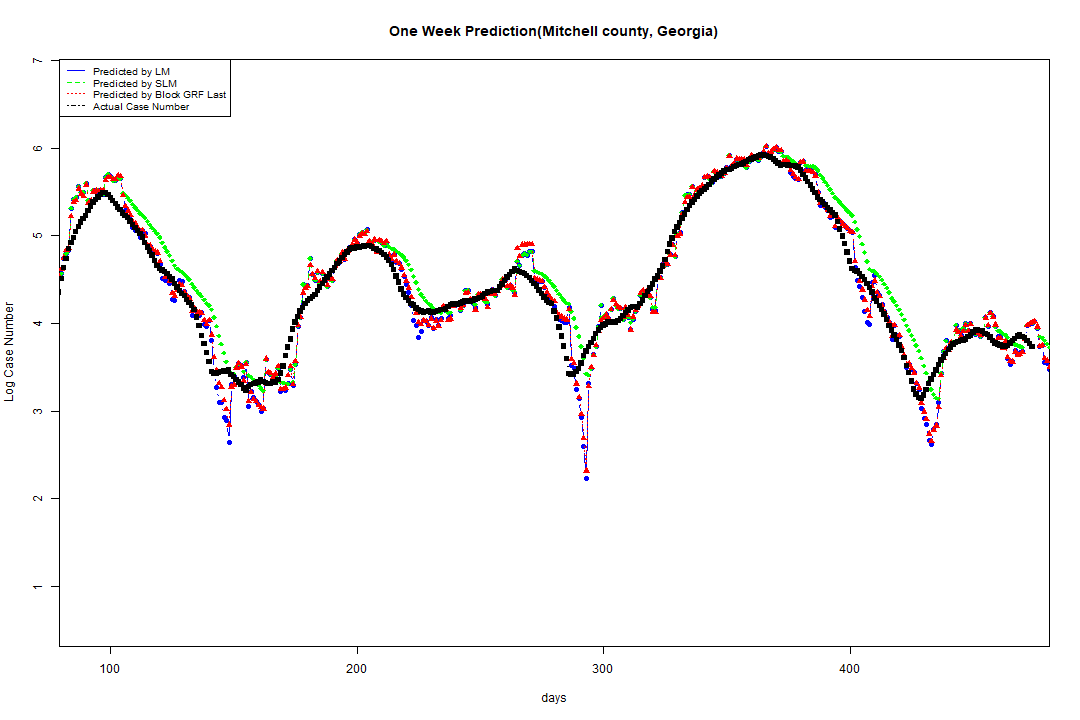 One Week Prediction(Mitchell county, Georgia)
Predicted by LM
Predicted by SLM
Predicted by Block GRF Last
Actual Case Number
7
6
5
4
3
2
1
Log Case Number
100 200 300 400
days